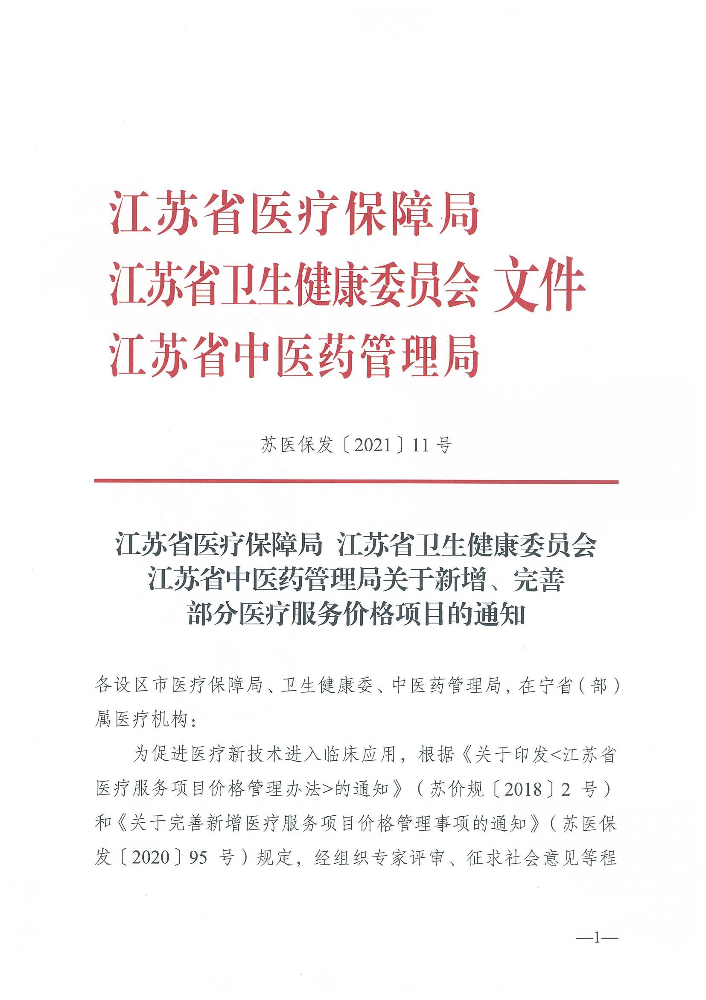 江苏省医疗保障局
江苏省卫生健康委员会 文件
江苏省中医药管理局
苏医保发〔2021〕11 号
江苏省医疗保障局 江苏省卫生健康委员会
江苏省中医药管理局关于新增、完善
部分医疗服务价格项目的通知
各设区市医疗保障局、卫生健康委、中医药管理局，在宁省（部）
属医疗机构：
为促进医疗新技术进入临床应用，根据《关于印发<江苏省
医疗服务项目价格管理办法>的通知》（苏价规〔2018〕2 号）
和《关于完善新增医疗服务项目价格管理事项的通知》（苏医保
发〔2020〕95 号）规定，经组织专家评审、征求社会意见等程
—1—